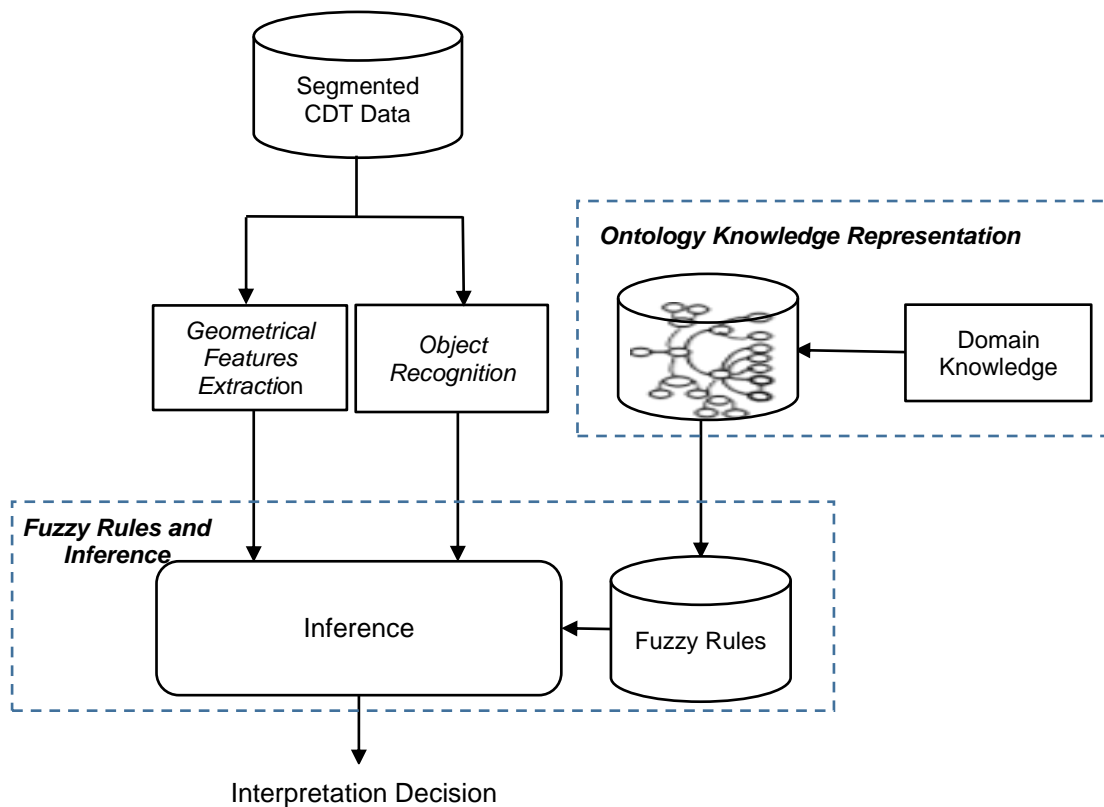 Segmented
CDT Data
Ontology Knowledge Representation
Geometrical
Features
Extraction
Object
Recognition
Domain
Knowledge
Fuzzy Rules and
Inference
Inference
Fuzzy Rules
Interpretation Decision